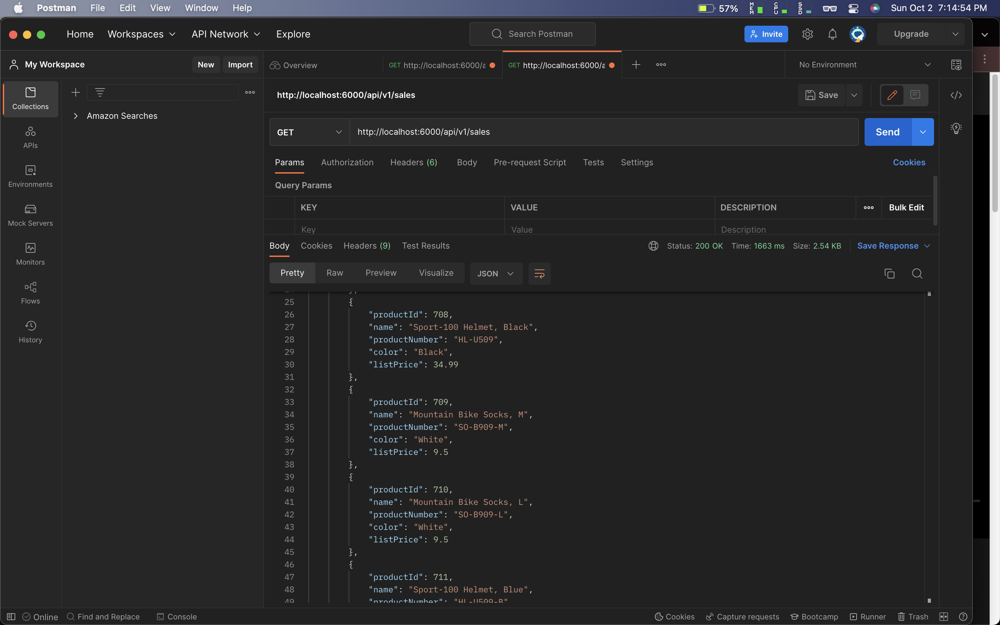 Postman File Edit View Window Help 57% MEM CPU SSD Sun Oct 2 7:14:54 PM
Home Workspaces API Network Explore Search Postman Invite Upgrade
My Workspace New Import Overview GET http://localhost:6000/a GET http://localhost:6000/a ooo No Environment
Collections
ooo
http://localhost:6000/api/v1/sales Save
Amazon Searches
GET http://localhost:6000/api/v1/sales Send
APIs
Params Authorization Headers (6) Body Pre-request Script Tests Settings Cookies
Environments
Query Params
KEY VALUE DESCRIPTION ooo Bulk Edit
Mock Servers
Key Value Description
Body Cookies Headers (9) Test Results Status: 200 OK Time: 1663 ms Size: 2.54 KB Save Response
Monitors
Pretty Raw Preview Visualize JSON
Flows
History
25 {
26 "productId": 708,
27 "name": "Sport-100 Helmet, Black",
28 "productNumber": "HL-U509",
29 "color": "Black",
30 "listPrice": 34.99
31 },
32 {
33 "productId": 709,
34 "name": "Mountain Bike Socks, M",
35 "productNumber": "SO-B909-M",
36 "color": "White",
37 "listPrice": 9.5
38 },
39 {
40 "productId": 710,
41 "name": "Mountain Bike Socks, L",
42 "productNumber": "SO-B909-L",
43 "color": "White",
44 "listPrice": 9.5
45 },
46 {
47 "productId": 711,
48 "name": "Sport-100 Helmet, Blue",
49 "productNumber": "HL-U509-B"
Online Find and Replace Console Cookies Capture requests Bootcamp Runner Trash